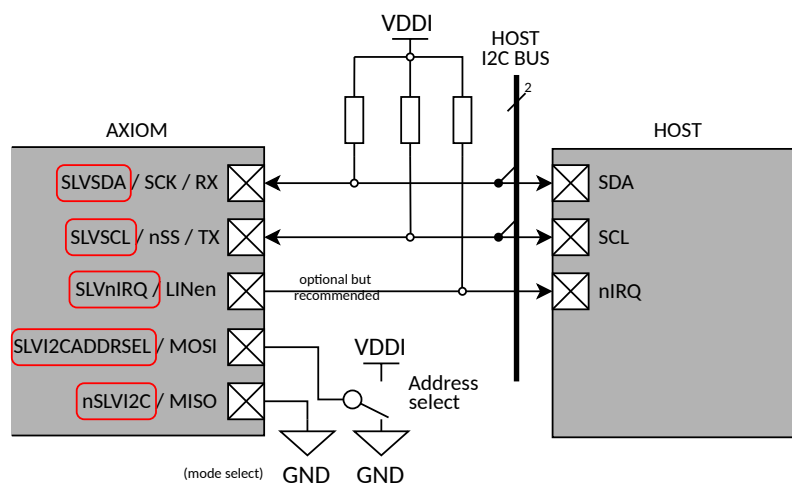 VDDI
HOST
I2C BUS
2
AXIOM
HOST
SLVSDA / SCK / RX
SDA
SLVSCL / nSS / TX
SCL
SLVnIRQ / LINen
optional but
recommended
nIRQ
SLVI2CADDRSEL / MOSI
VDDI
Address
select
nSLVI2C / MISO
(mode select)
GND
GND